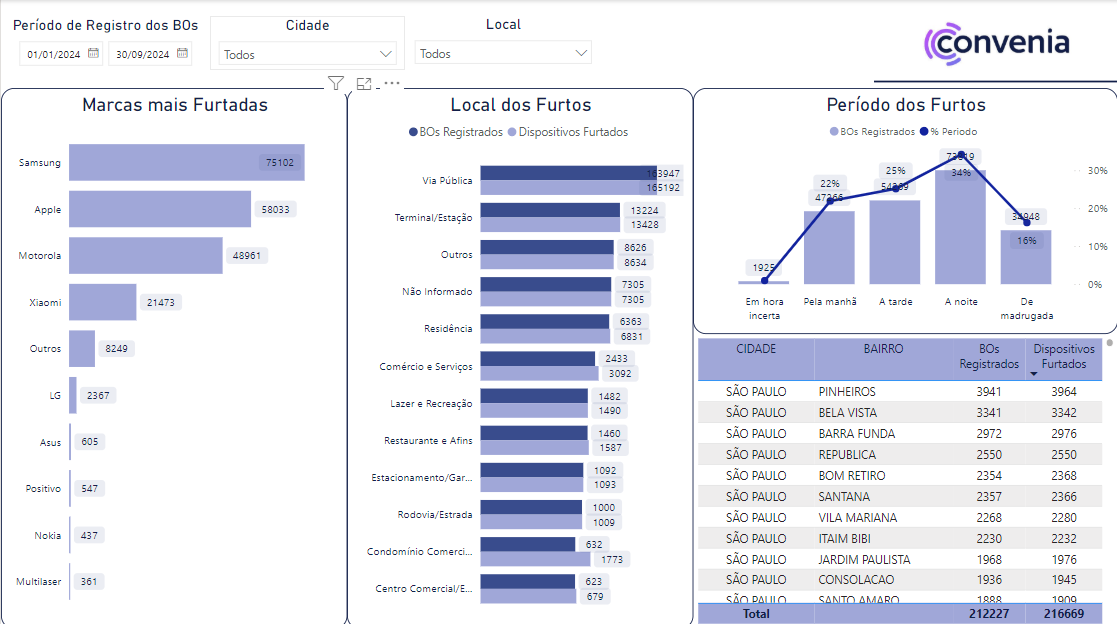 Período de Registro dos BOs
01/01/2024
30/09/2024
Cidade
Todos
Local
Todos
convenia
Marcas mais Furtadas
Samsung 75102
Apple 58033
Motorola 48961
Xiaomi 21473
Outros 8249
LG 2367
Asus 605
Positivo 547
Nokia 437
Multilaser 361
Local dos Furtos
BOs Registrados Dispositivos Furtados
Via Pública 163947
165192
Terminal/Estação 13224
13428
Outros 8626
8634
Não Informado 7305
7305
Residência 6363
6831
Comércio e Serviços 2433
3092
Lazer e Recreação 1482
1490
Restaurante e Afins 1460
1587
Estacionamento/Gar... 1092
1093
Rodovia/Estrada 1000
1009
Condomínio Comerci... 632
1773
Centro Comercial/E... 623
679
Período dos Furtos
BOs Registrados % Periodo
1925
22%
25%
34%
34948
16%
30%
20%
10%
0%
Em hora incerta
Pela manhã
A tarde
A noite
De madrugada
CIDADE BAIRRO BOs Registrados Dispositivos Furtados
SÃO PAULO PINHEIROS 3941 3964
SÃO PAULO BELA VISTA 3341 3342
SÃO PAULO BARRA FUNDA 2972 2976
SÃO PAULO REPUBLICA 2550 2550
SÃO PAULO BOM RETIRO 2354 2368
SÃO PAULO SANTANA 2357 2366
SÃO PAULO VILA MARIANA 2268 2280
SÃO PAULO ITAIM BIBI 2230 2232
SÃO PAULO JARDIM PAULISTA 1968 1976
SÃO PAULO CONSOLACAO 1936 1945
SÃO PAULO SANTO AMARO 1888 1909
Total 212227 216669